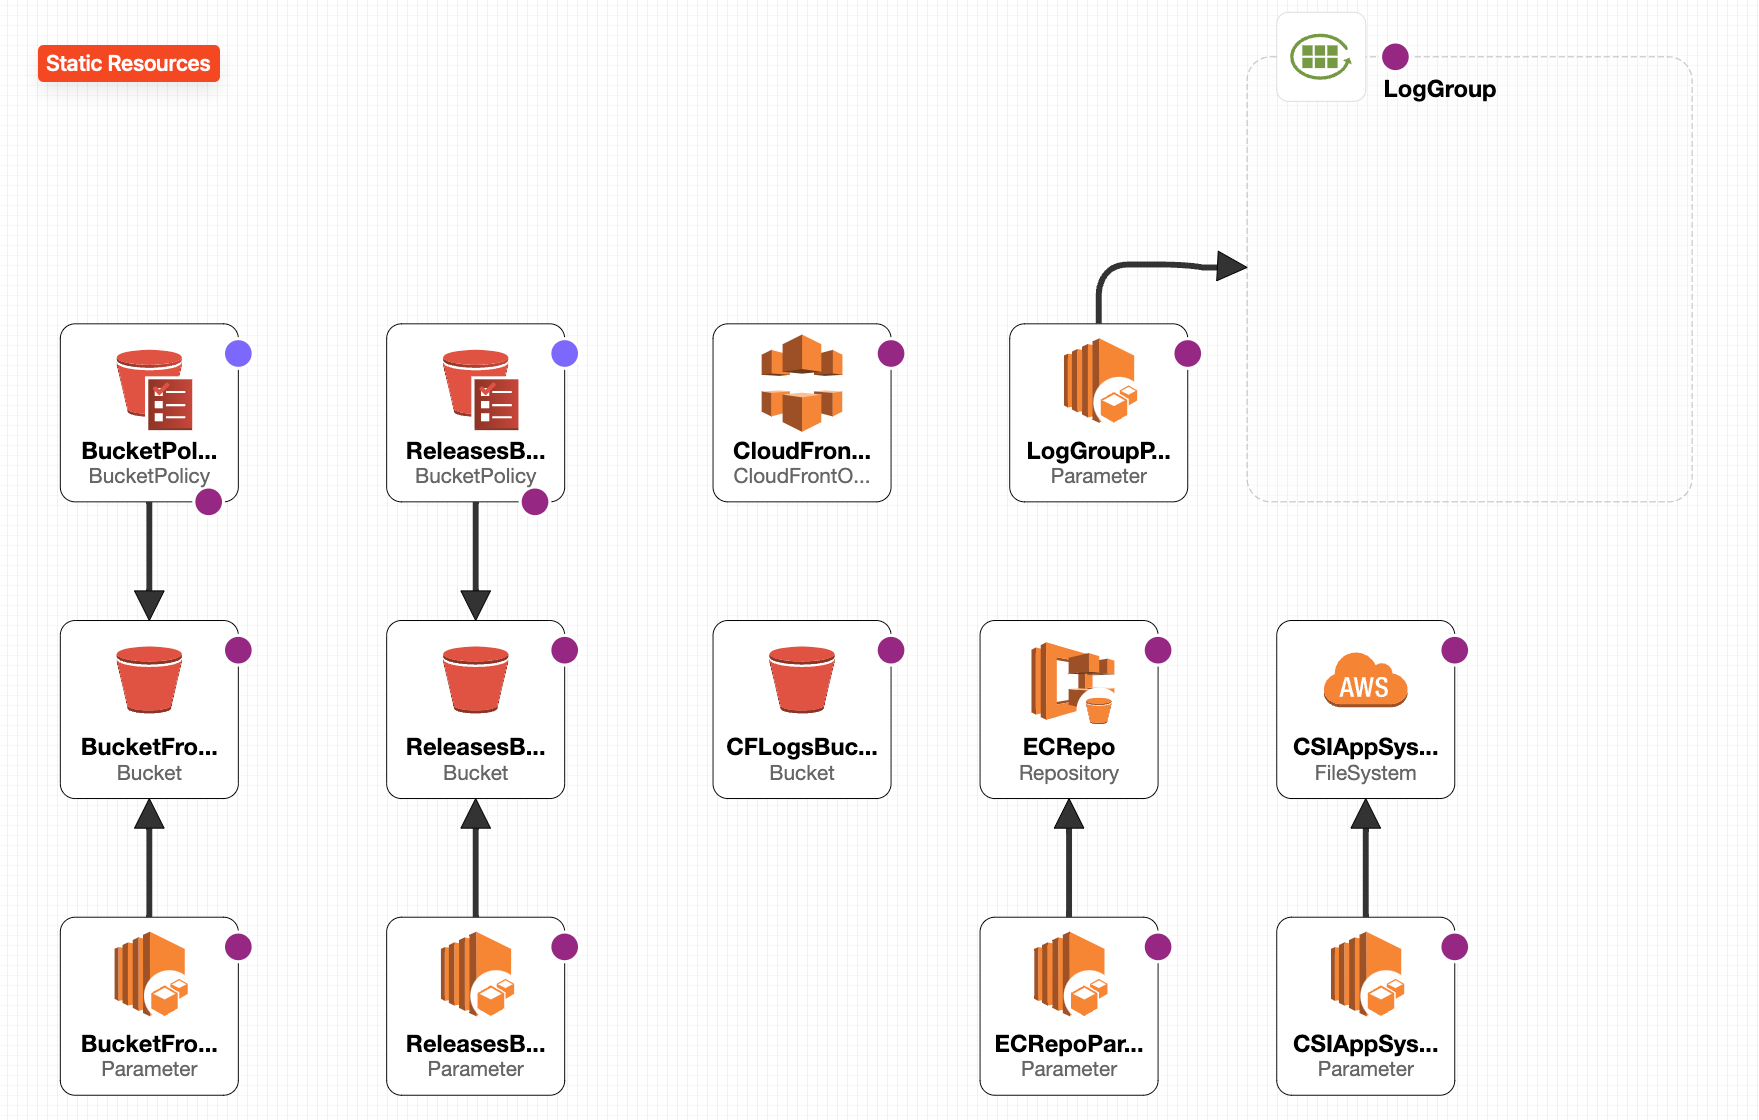 Static Resources
LogGroup
BucketPol...
BucketPolicy
ReleasesB...
BucketPolicy
CloudFron...
CloudFrontO...
LogGroupP...
Parameter
BucketFro...
Bucket
ReleasesB...
Bucket
CFLogsBuc...
Bucket
ECRepo
Repository
AWS
CSIAppSys...
FileSystem
BucketFro...
Parameter
ReleasesB...
Parameter
ECRepoPar...
Parameter
CSIAppSys...
Parameter